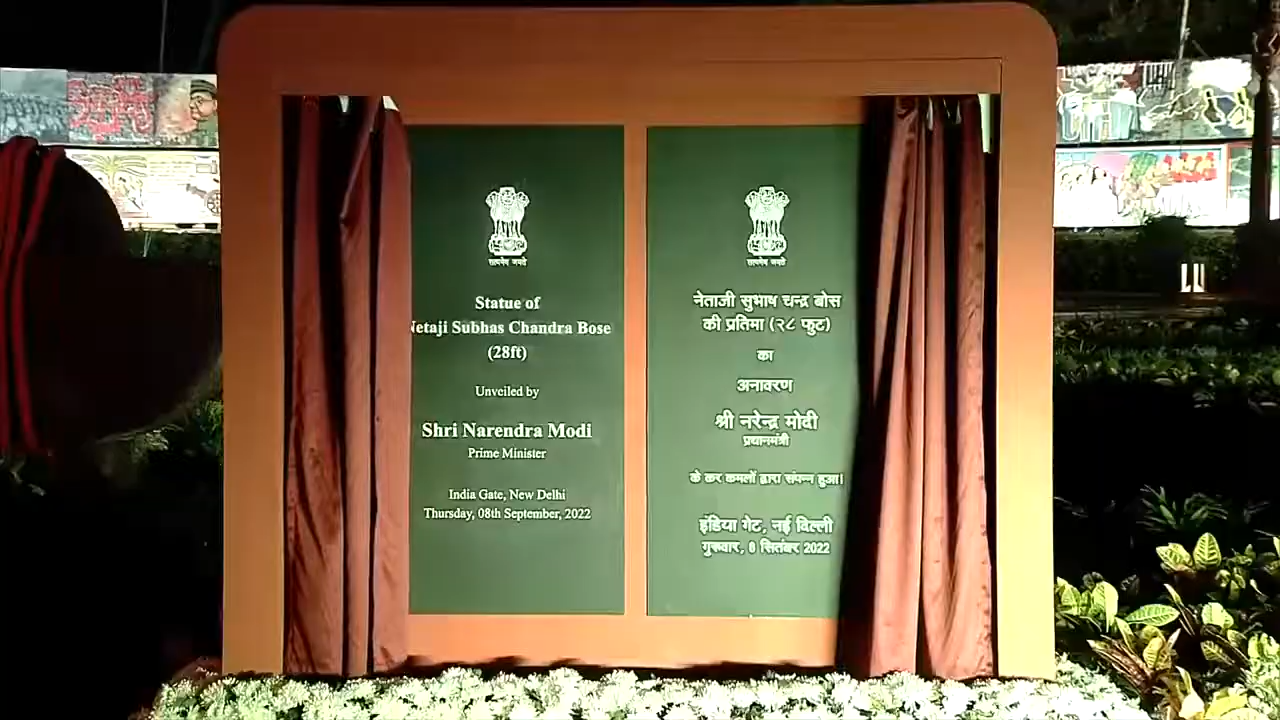 सत्यमेव जयते
Statue of
Netaji Subhas Chandra Bose
(28ft)
Unveiled by
Shri Narendra Modi
Prime Minister
India Gate, New Delhi
Thursday, 08th September, 2022
सत्यमेव जयते
नेताजी सुभाष चन्द्र बोस
की प्रतिमा (२८ फुट)
का
अनावरण
श्री नरेन्द्र मोदी
प्रधानमंत्री
के कर कमलों द्वारा संपन्न हुआ।
इंडिया गेट, नई दिल्ली
गुरूवार, 8 सितंबर 2022